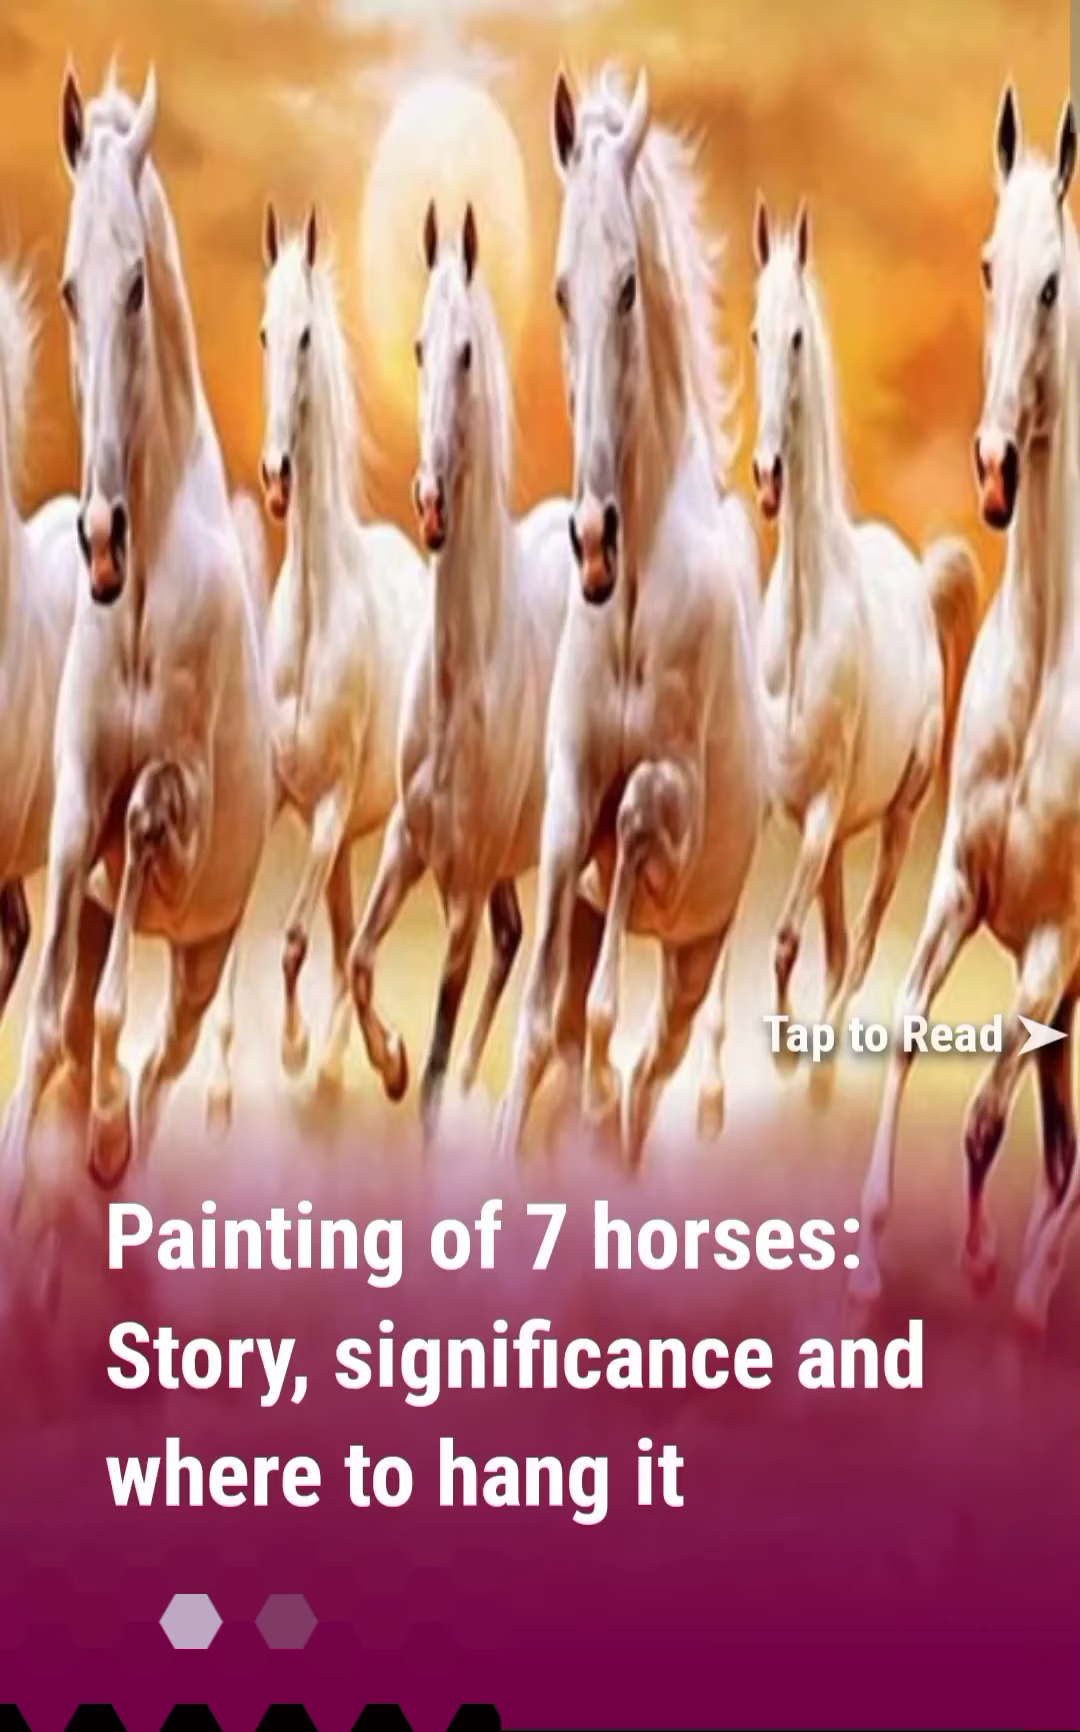 Tap to Read
Painting of 7 horses:
Story, significance and
where to hang it